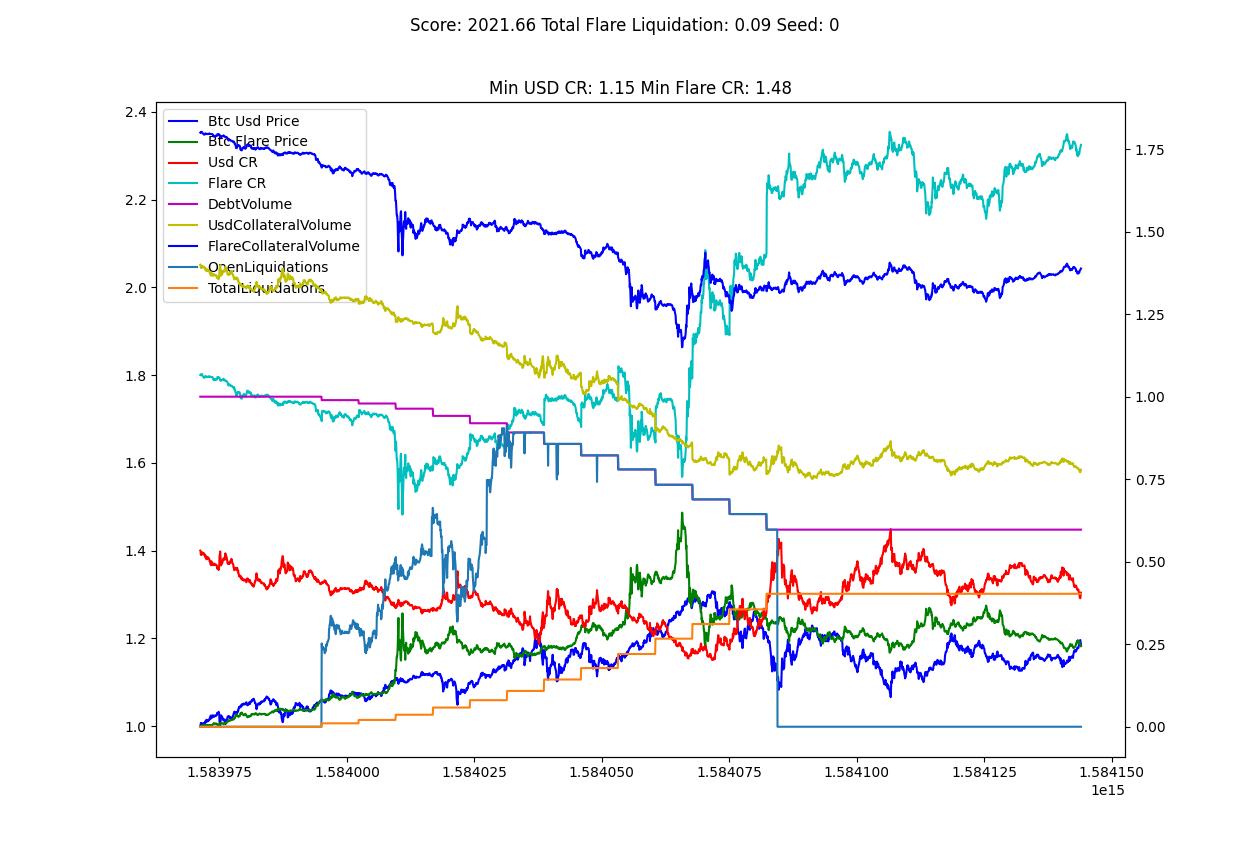 Score: 2021.66 Total Flare Liquidation: 0.09 Seed: 0
Min USD CR: 1.15 Min Flare CR: 1.48
Btc Usd Price
Btc Flare Price
Usd CR
Flare CR
DebtVolume
UsdCollateralVolume
FlareCollateralVolume
OpenLiquidations
TotalLiquidations
2.4
2.2
2.0
1.8
1.6
1.4
1.2
1.0
1.75
1.50
1.25
1.00
0.75
0.50
0.25
0.00
1.583975 1.584000 1.584025 1.584050 1.584075 1.584100 1.584125 1.584150
1e15